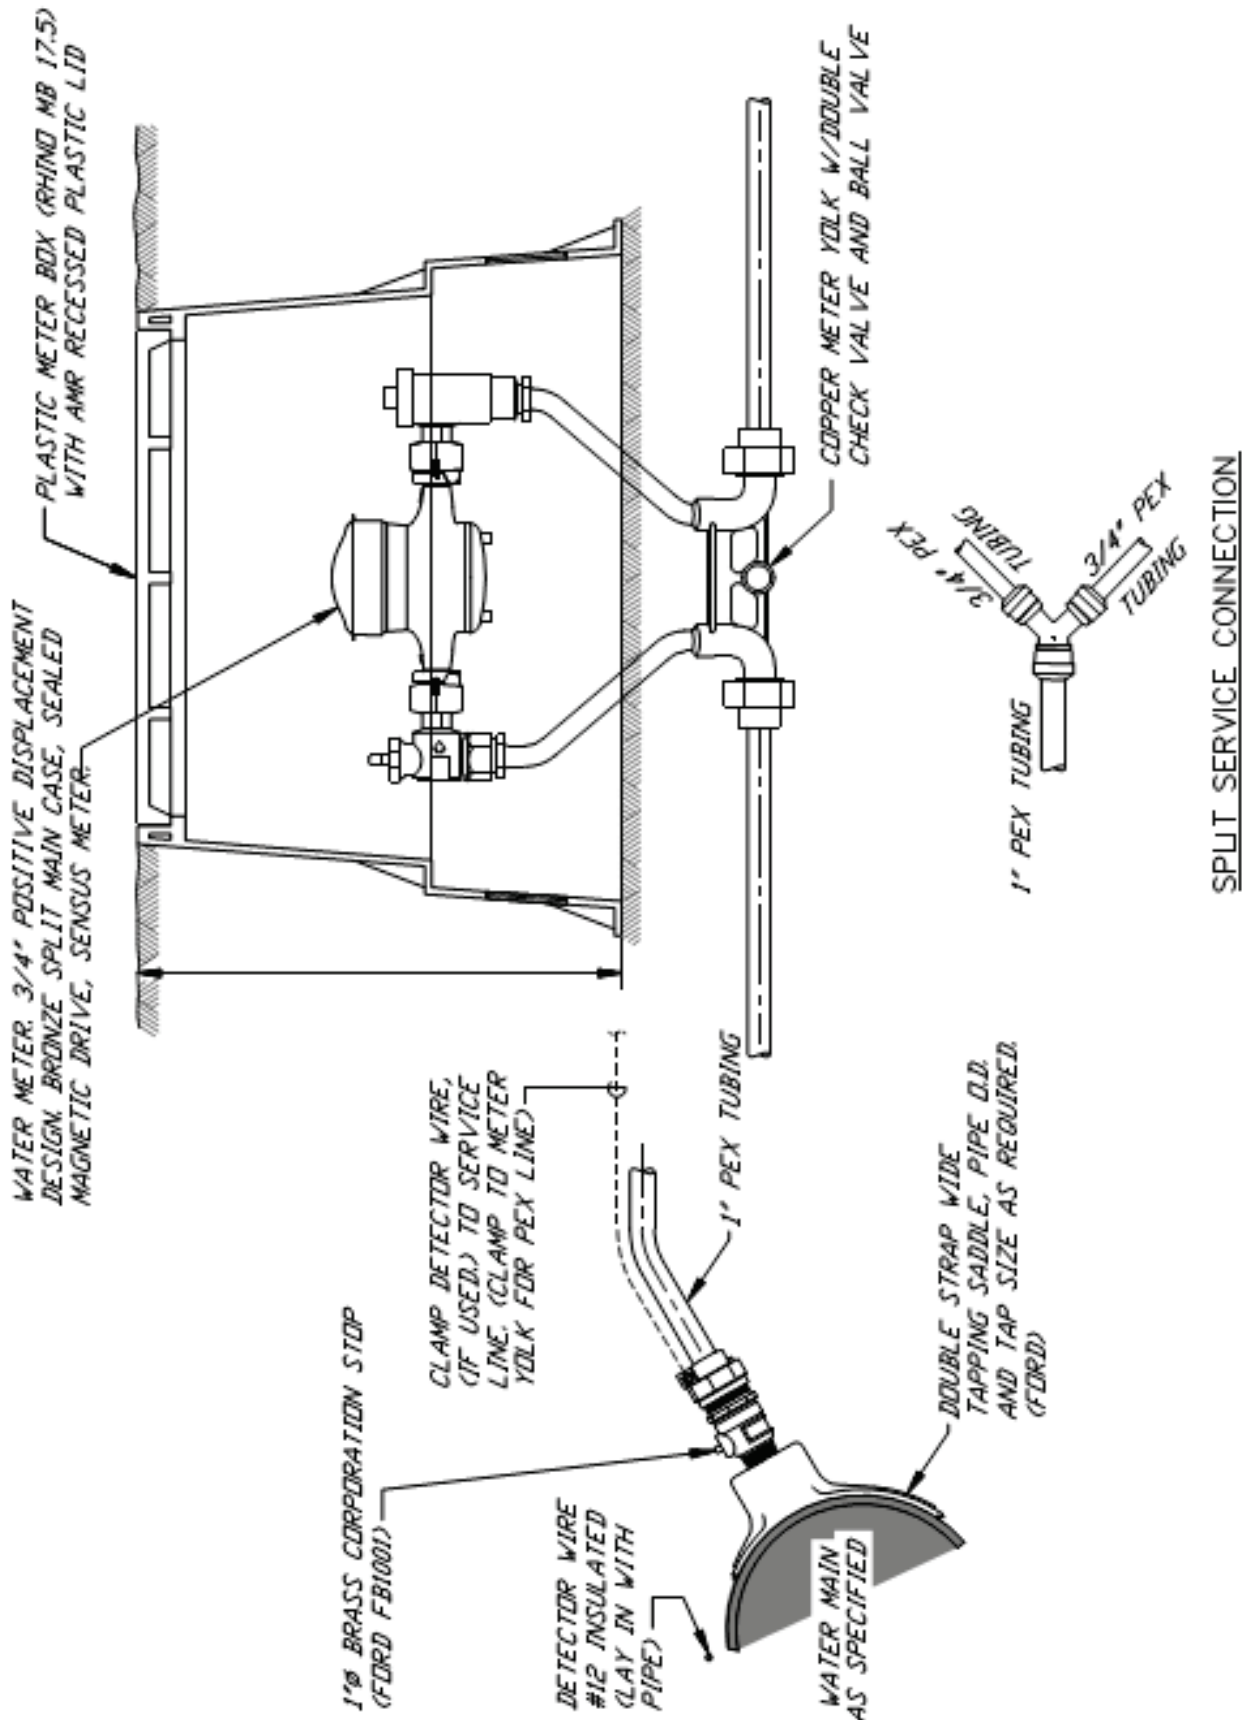 WATER METER. 3/4" POSITIVE DISPLACEMENT
DESIGN. BRONZE SPLIT MAIN CASE, SEALED
MAGNETIC DRIVE, SENSUS METER.
PLASTIC METER BOX (RHINO MB 17.5)
WITH AMR RECESSED PLASTIC LID
1"Ø BRASS CORPORATION STOP
(FORD FB1001)
CLAMP DETECTOR WIRE,
(IF USED.) TO SERVICE
LINE. (CLAMP TO METER
YOLK FOR PEX LINE)
DETECTOR WIRE
#12 INSULATED
(LAY IN WITH
PIPE)
1" PEX TUBING
WATER MAIN
AS SPECIFIED
DOUBLE STRAP WIDE
TAPPING SADDLE, PIPE O.D.
AND TAP SIZE AS REQUIRED.
(FORD)
COPPER METER YOLK W/DOUBLE
CHECK VALVE AND BALL VALVE
1" PEX TUBING
3/4" PEX
TUBING
3/4" PEX
TUBING
SPLIT SERVICE CONNECTION